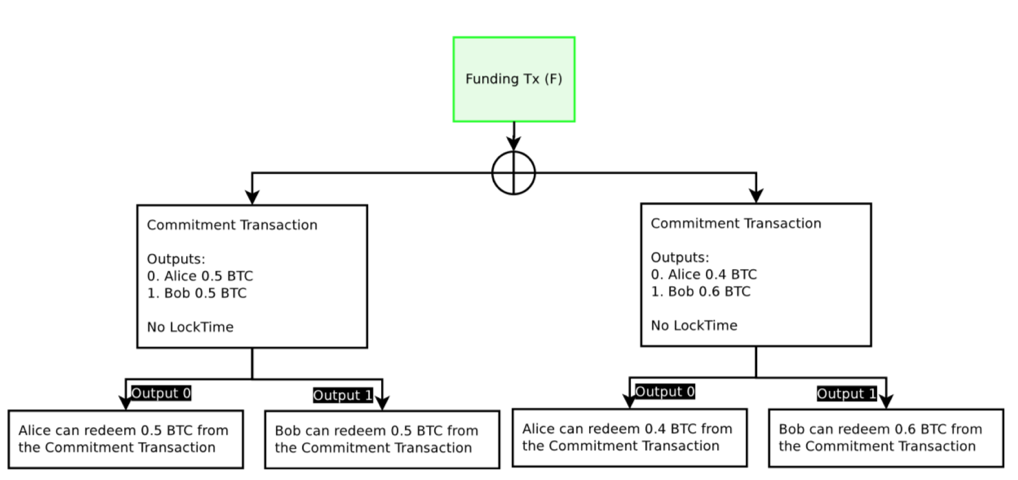 Funding Tx (F)
Commitment Transaction
Outputs:
0. Alice 0.5 BTC
1. Bob 0.5 BTC
No LockTime
Commitment Transaction
Outputs:
0. Alice 0.4 BTC
1. Bob 0.6 BTC
No LockTime
Output 0
Output 1
Output 0
Output 1
Alice can redeem 0.5 BTC from
the Commitment Transaction
Bob can redeem 0.5 BTC from
the Commitment Transaction
Alice can redeem 0.4 BTC from
the Commitment Transaction
Bob can redeem 0.6 BTC from
the Commitment Transaction